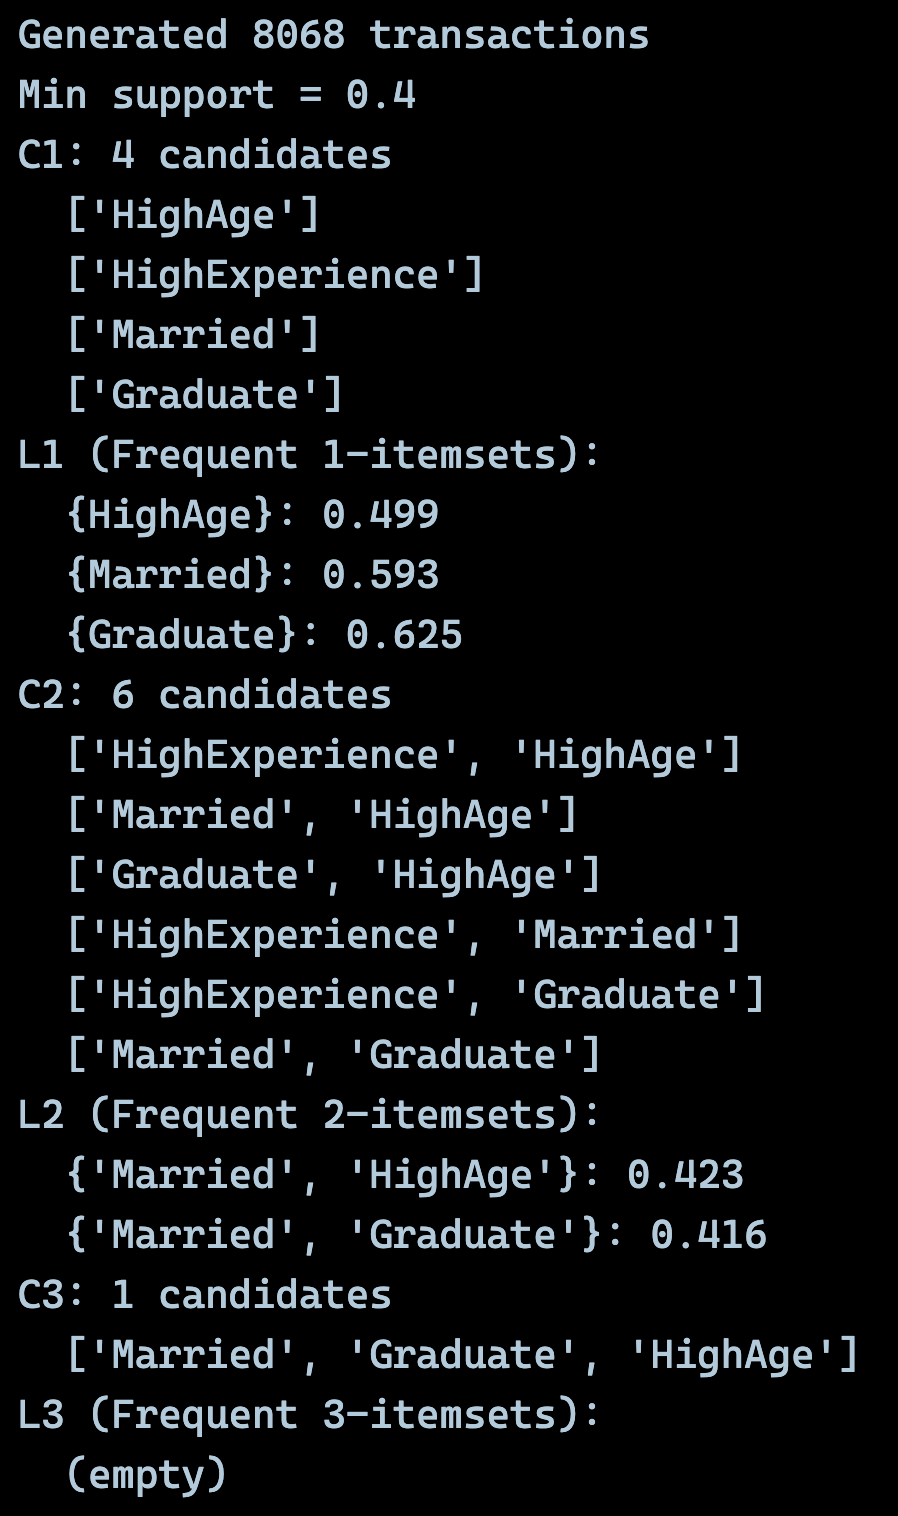 Generated 8068 transactions
Min support = 0.4
C1: 4 candidates
  ['HighAge']
  ['HighExperience']
  ['Married']
  ['Graduate']
L1 (Frequent 1-itemsets):
  {HighAge}: 0.499
  {Married}: 0.593
  {Graduate}: 0.625
C2: 6 candidates
  ['HighExperience', 'HighAge']
  ['Married', 'HighAge']
  ['Graduate', 'HighAge']
  ['HighExperience', 'Married']
  ['HighExperience', 'Graduate']
  ['Married', 'Graduate']
L2 (Frequent 2-itemsets):
  {'Married', 'HighAge'}: 0.423
  {'Married', 'Graduate'}: 0.416
C3: 1 candidates
  ['Married', 'Graduate', 'HighAge']
L3 (Frequent 3-itemsets):
  (empty)